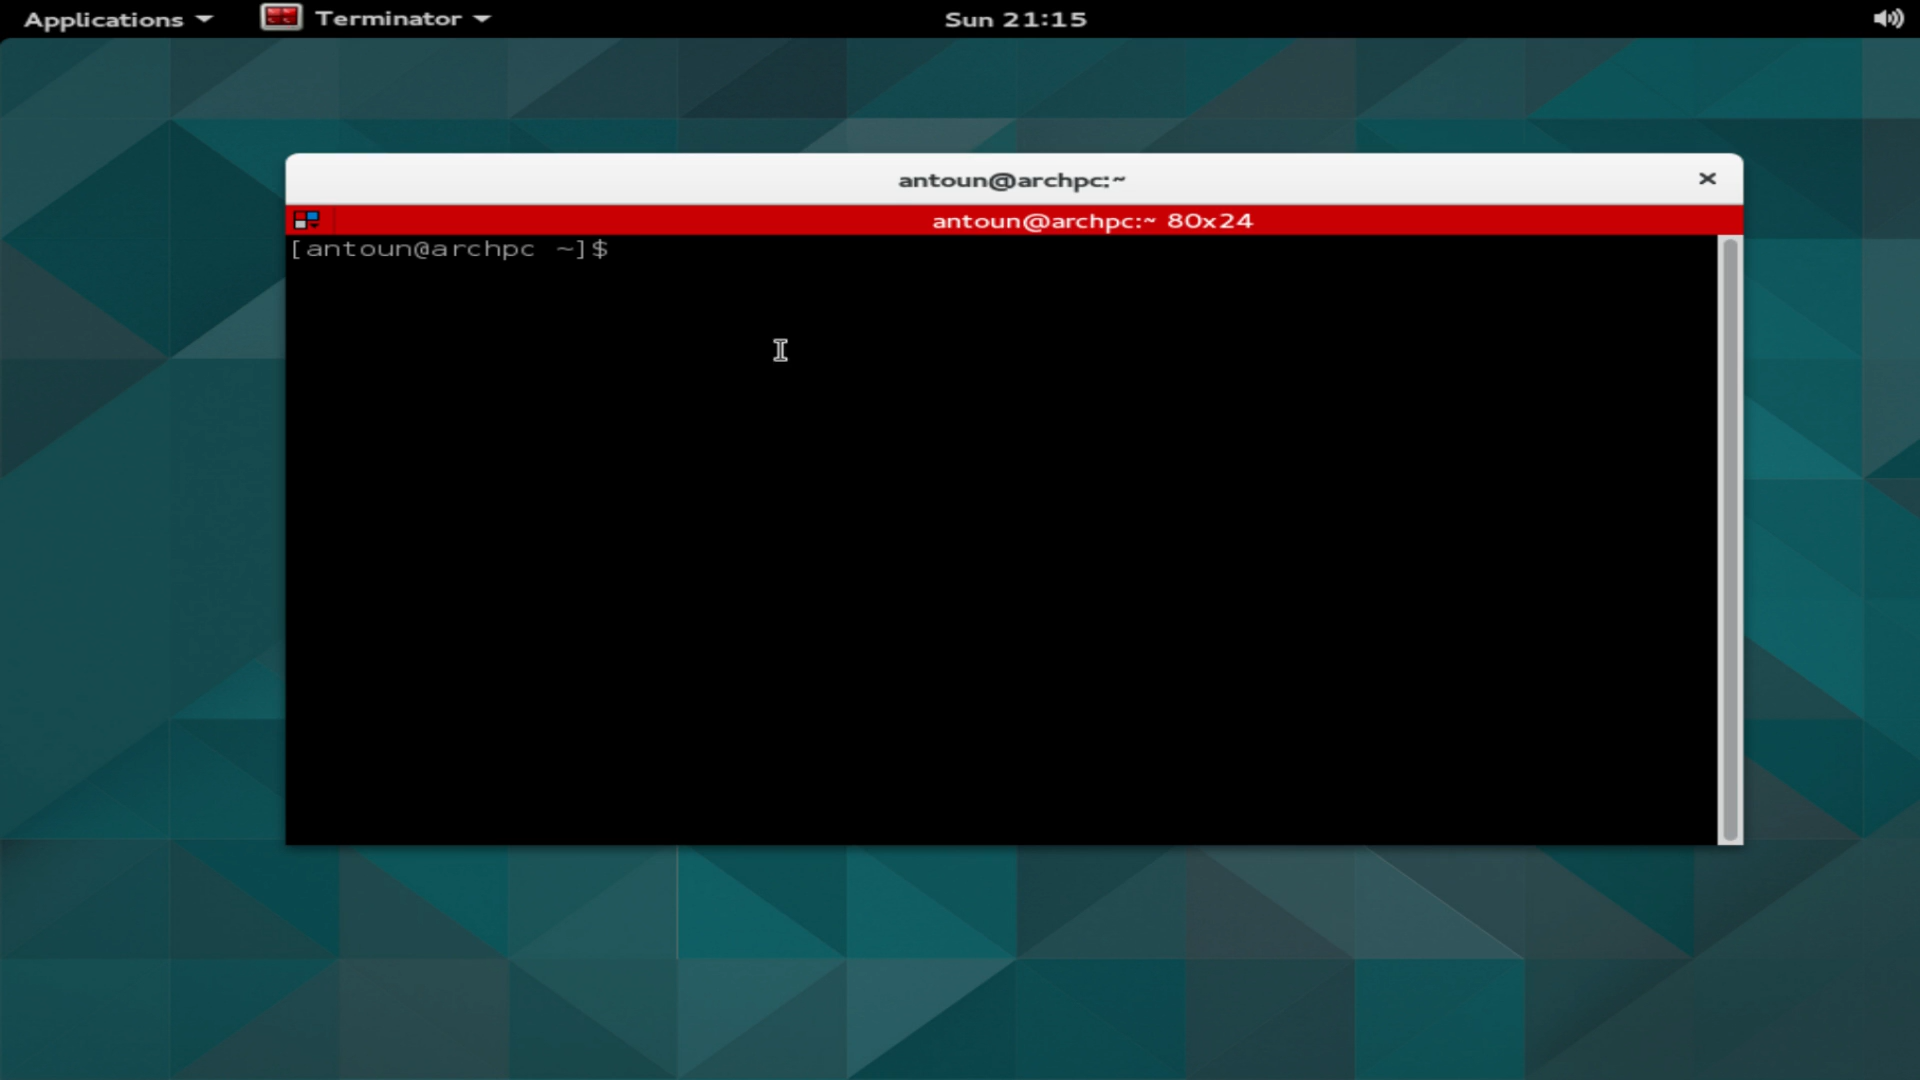 Applications Terminator Sun 21:15
antoun@archpc:~
antoun@archpc:~ 80x24
[antoun@archpc ~]$